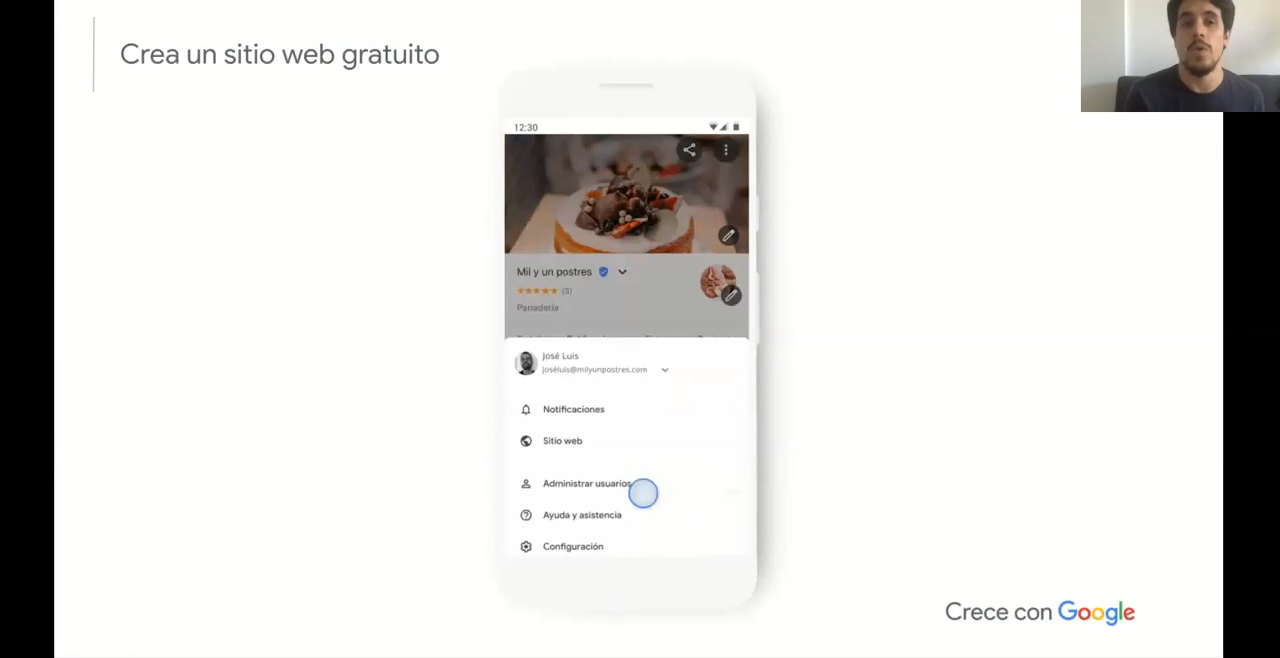 Crea un sitio web gratuito
12:30
Mil y un postres
(3)
Panadería
José Luis
joseluis@milyunpostres.com
Notificaciones
Sitio web
Administrar usuarios
Ayuda y asistencia
Configuración
Crece con Google